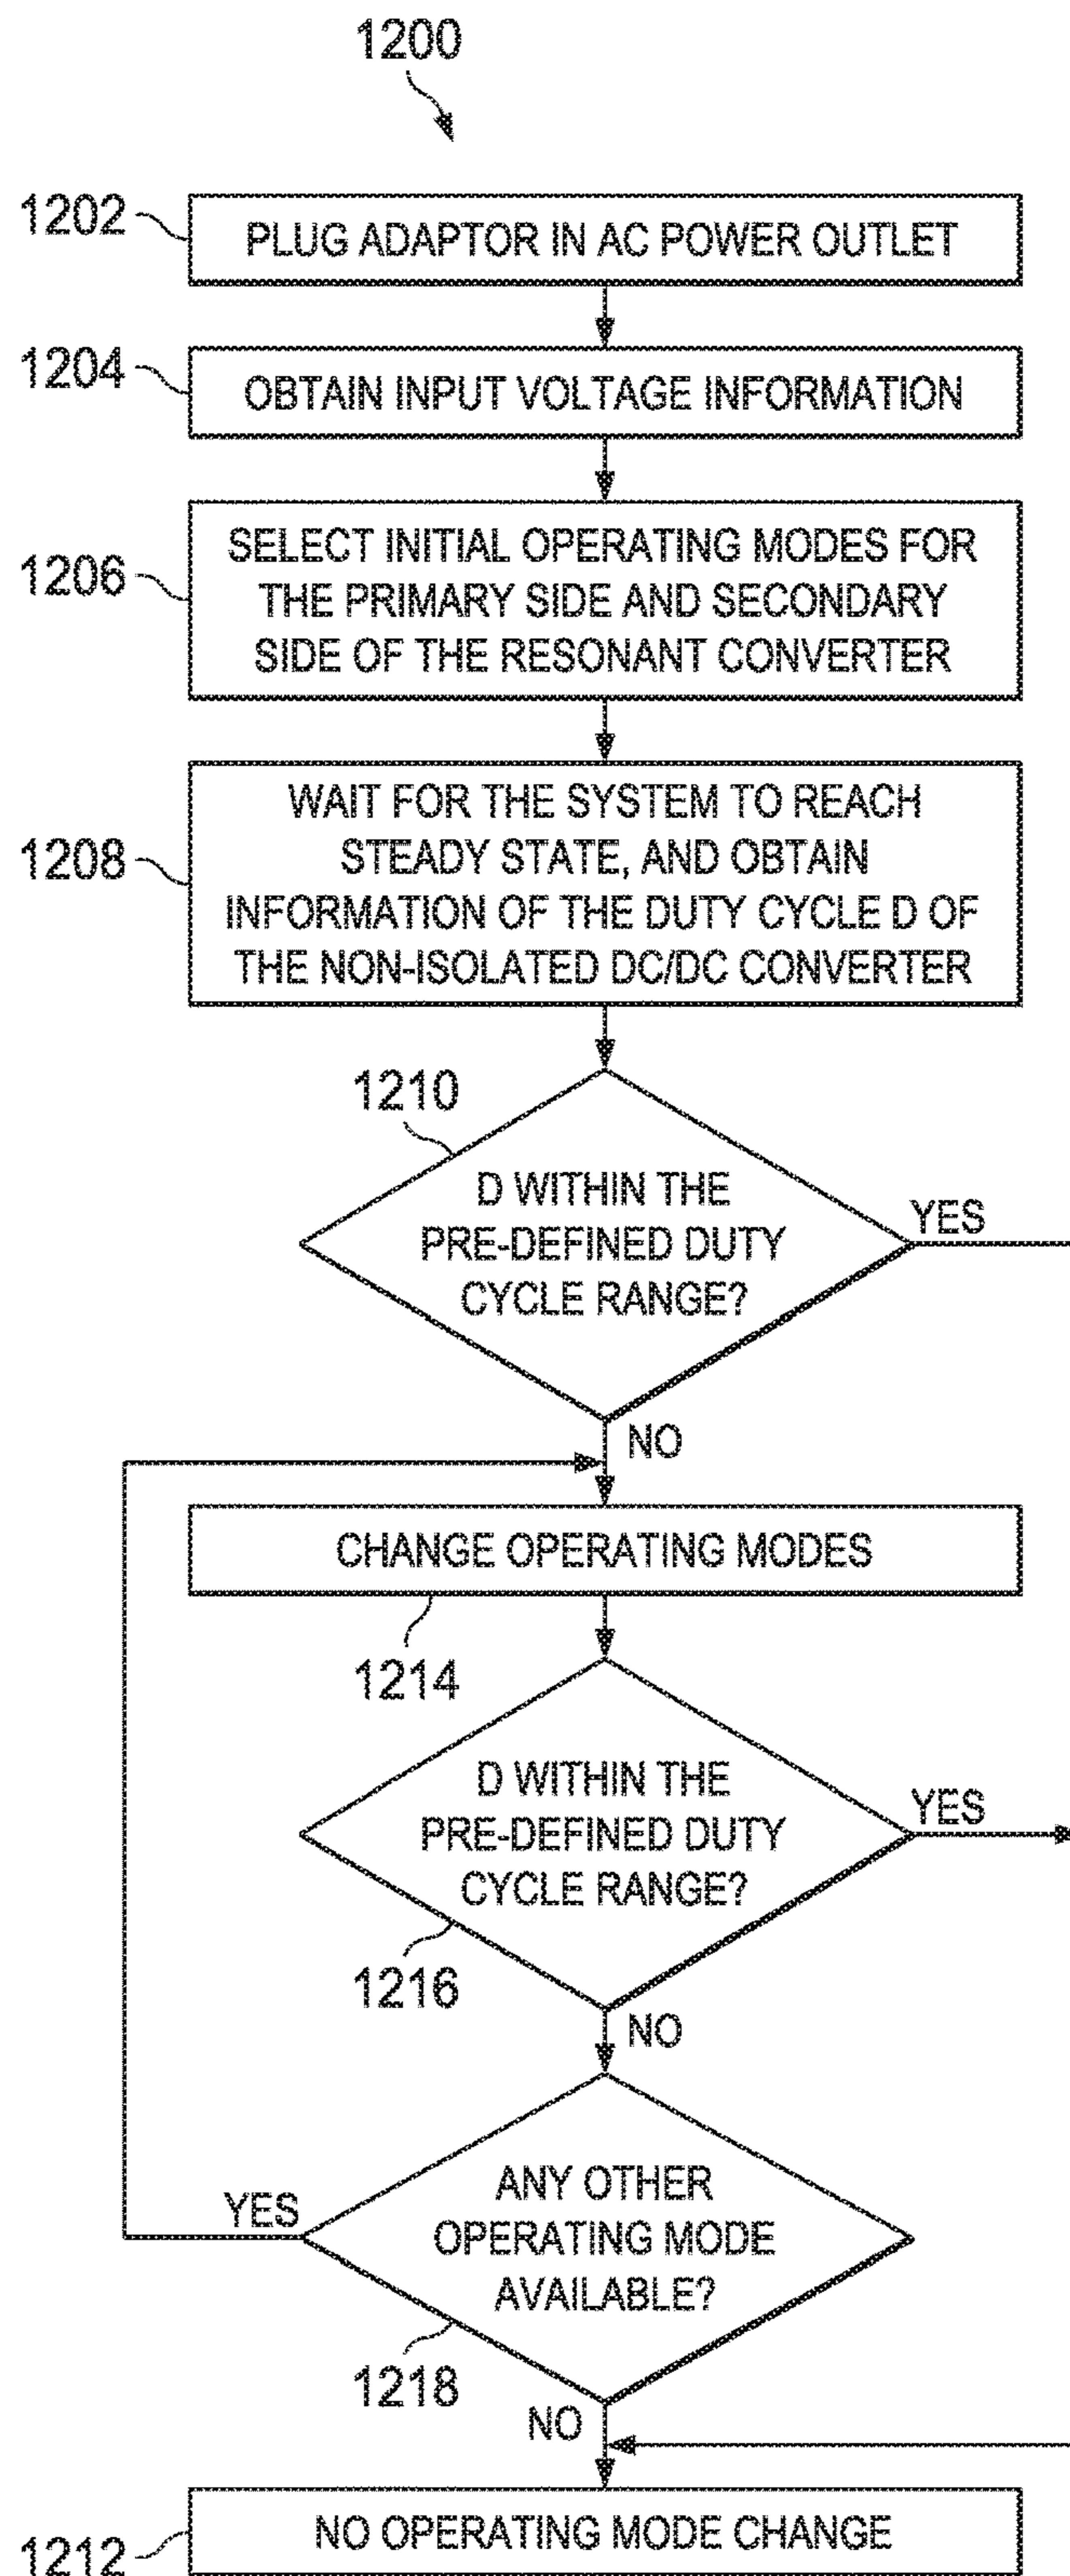 1200
1202
PLUG ADAPTOR IN AC POWER OUTLET
1204
OBTAIN INPUT VOLTAGE INFORMATION
1206
SELECT INITIAL OPERATING MODES FOR
THE PRIMARY SIDE AND SECONDARY
SIDE OF THE RESONANT CONVERTER
1208
WAIT FOR THE SYSTEM TO REACH
STEADY STATE, AND OBTAIN
INFORMATION OF THE DUTY CYCLE D OF
THE NON-ISOLATED DC/DC CONVERTER
1210
D WITHIN THE
PRE-DEFINED DUTY
CYCLE RANGE?
YES
NO
CHANGE OPERATING MODES
1214
D WITHIN THE
PRE-DEFINED DUTY
CYCLE RANGE?
YES
1216
NO
ANY OTHER
OPERATING MODE
AVAILABLE?
YES
1218
NO
NO OPERATING MODE CHANGE
1212